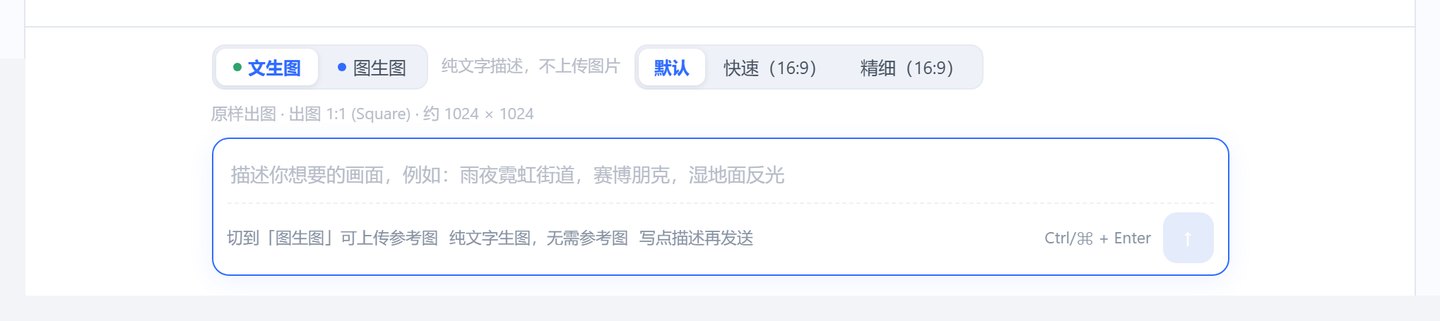 文生图 图生图 纯文字描述，不上传图片 默认 快速（16:9） 精细（16:9）
原样出图 · 出图 1:1 (Square) · 约 1024 × 1024
描述你想要的画面，例如：雨夜霓虹街道，赛博朋克，湿地面反光
切到「图生图」可上传参考图 纯文字生图，无需参考图 写点描述再发送 Ctrl/⌘ + Enter ↑